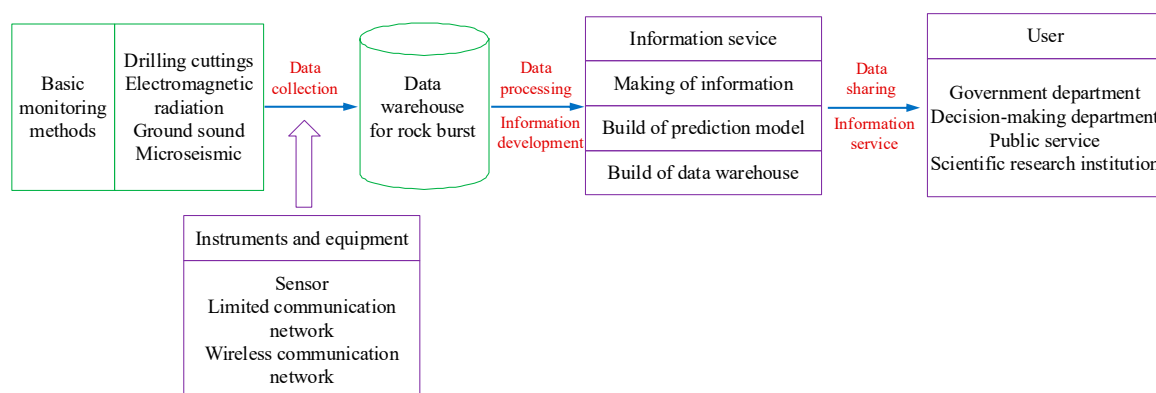 Basic
monitoring
methods
Drilling cuttings
Electromagnetic
radiation
Ground sound
Microseismic
Data
collection
Data
warehouse
for rock burst
Data
processing
Information
development
Information sevice
Making of information
Build of prediction model
Build of data warehouse
Data
sharing
Information
service
User
Government department
Decision-making department
Public service
Scientific research institution
Instruments and equipment
Sensor
Limited communication
network
Wireless communication
network